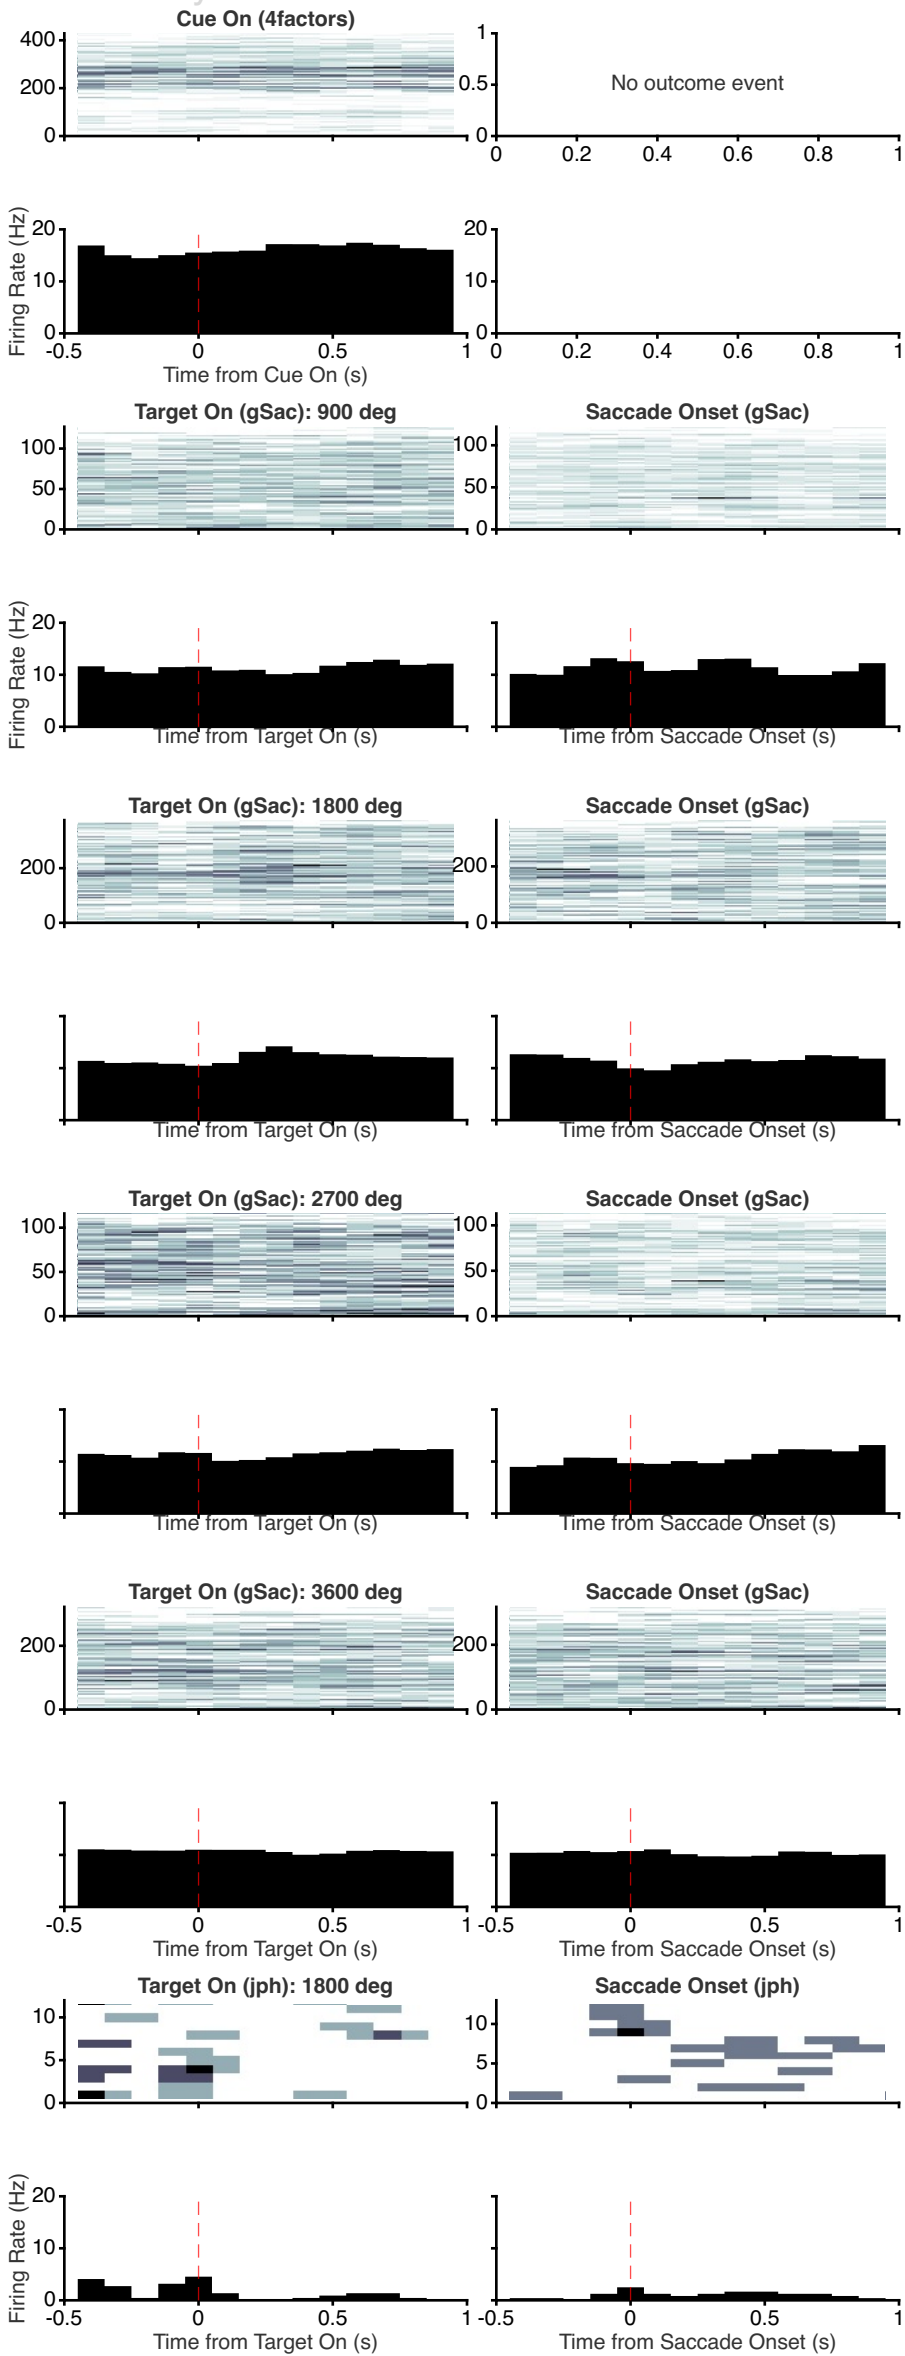 Cue On (4factors)
400
200
0
1
0.5
0
No outcome event
0 0.2 0.4 0.6 0.8 1
Firing Rate (Hz)
20
10
0
-0.5 0 0.5 1
Time from Cue On (s)
20
10
0
0 0.2 0.4 0.6 0.8 1
Target On (gSac): 900 deg
100
50
0
Saccade Onset (gSac)
100
50
0
Firing Rate (Hz)
20
10
0
Time from Target On (s)
Time from Saccade Onset (s)
Target On (gSac): 1800 deg
200
0
Saccade Onset (gSac)
200
0
Time from Target On (s)
Time from Saccade Onset (s)
Target On (gSac): 2700 deg
100
50
0
Saccade Onset (gSac)
100
50
0
Time from Target On (s)
Time from Saccade Onset (s)
Target On (gSac): 3600 deg
200
0
Saccade Onset (gSac)
200
0
-0.5 0 0.5 1
Time from Target On (s)
-0.5 0 0.5 1
Time from Saccade Onset (s)
Target On (jph): 1800 deg
10
5
0
Saccade Onset (jph)
10
5
0
Firing Rate (Hz)
20
10
0
-0.5 0 0.5 1
Time from Target On (s)
-0.5 0 0.5 1
Time from Saccade Onset (s)